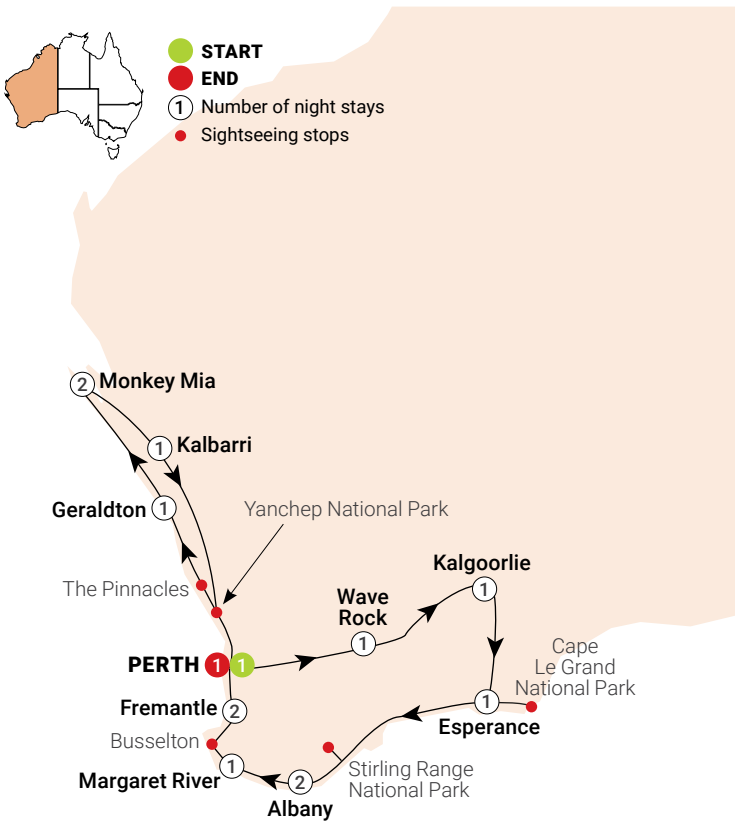 START
END
1 Number of night stays
Sightseeing stops
2 Monkey Mia
1 Kalbarri
Geraldton 1
Yanchep National Park
The Pinnacles
Kalgoorlie
1
Wave
Rock
1
PERTH 1 1
Cape
Le Grand
National Park
1
Esperance
Fremantle 2
Busselton
Margaret River 1
2
Albany
Stirling Range
National Park